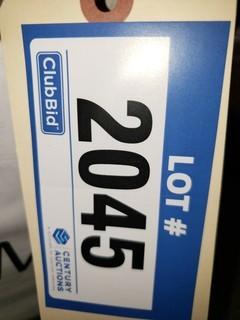 LOT #
2045
ClubBid
CENTURY
AUCTIONS